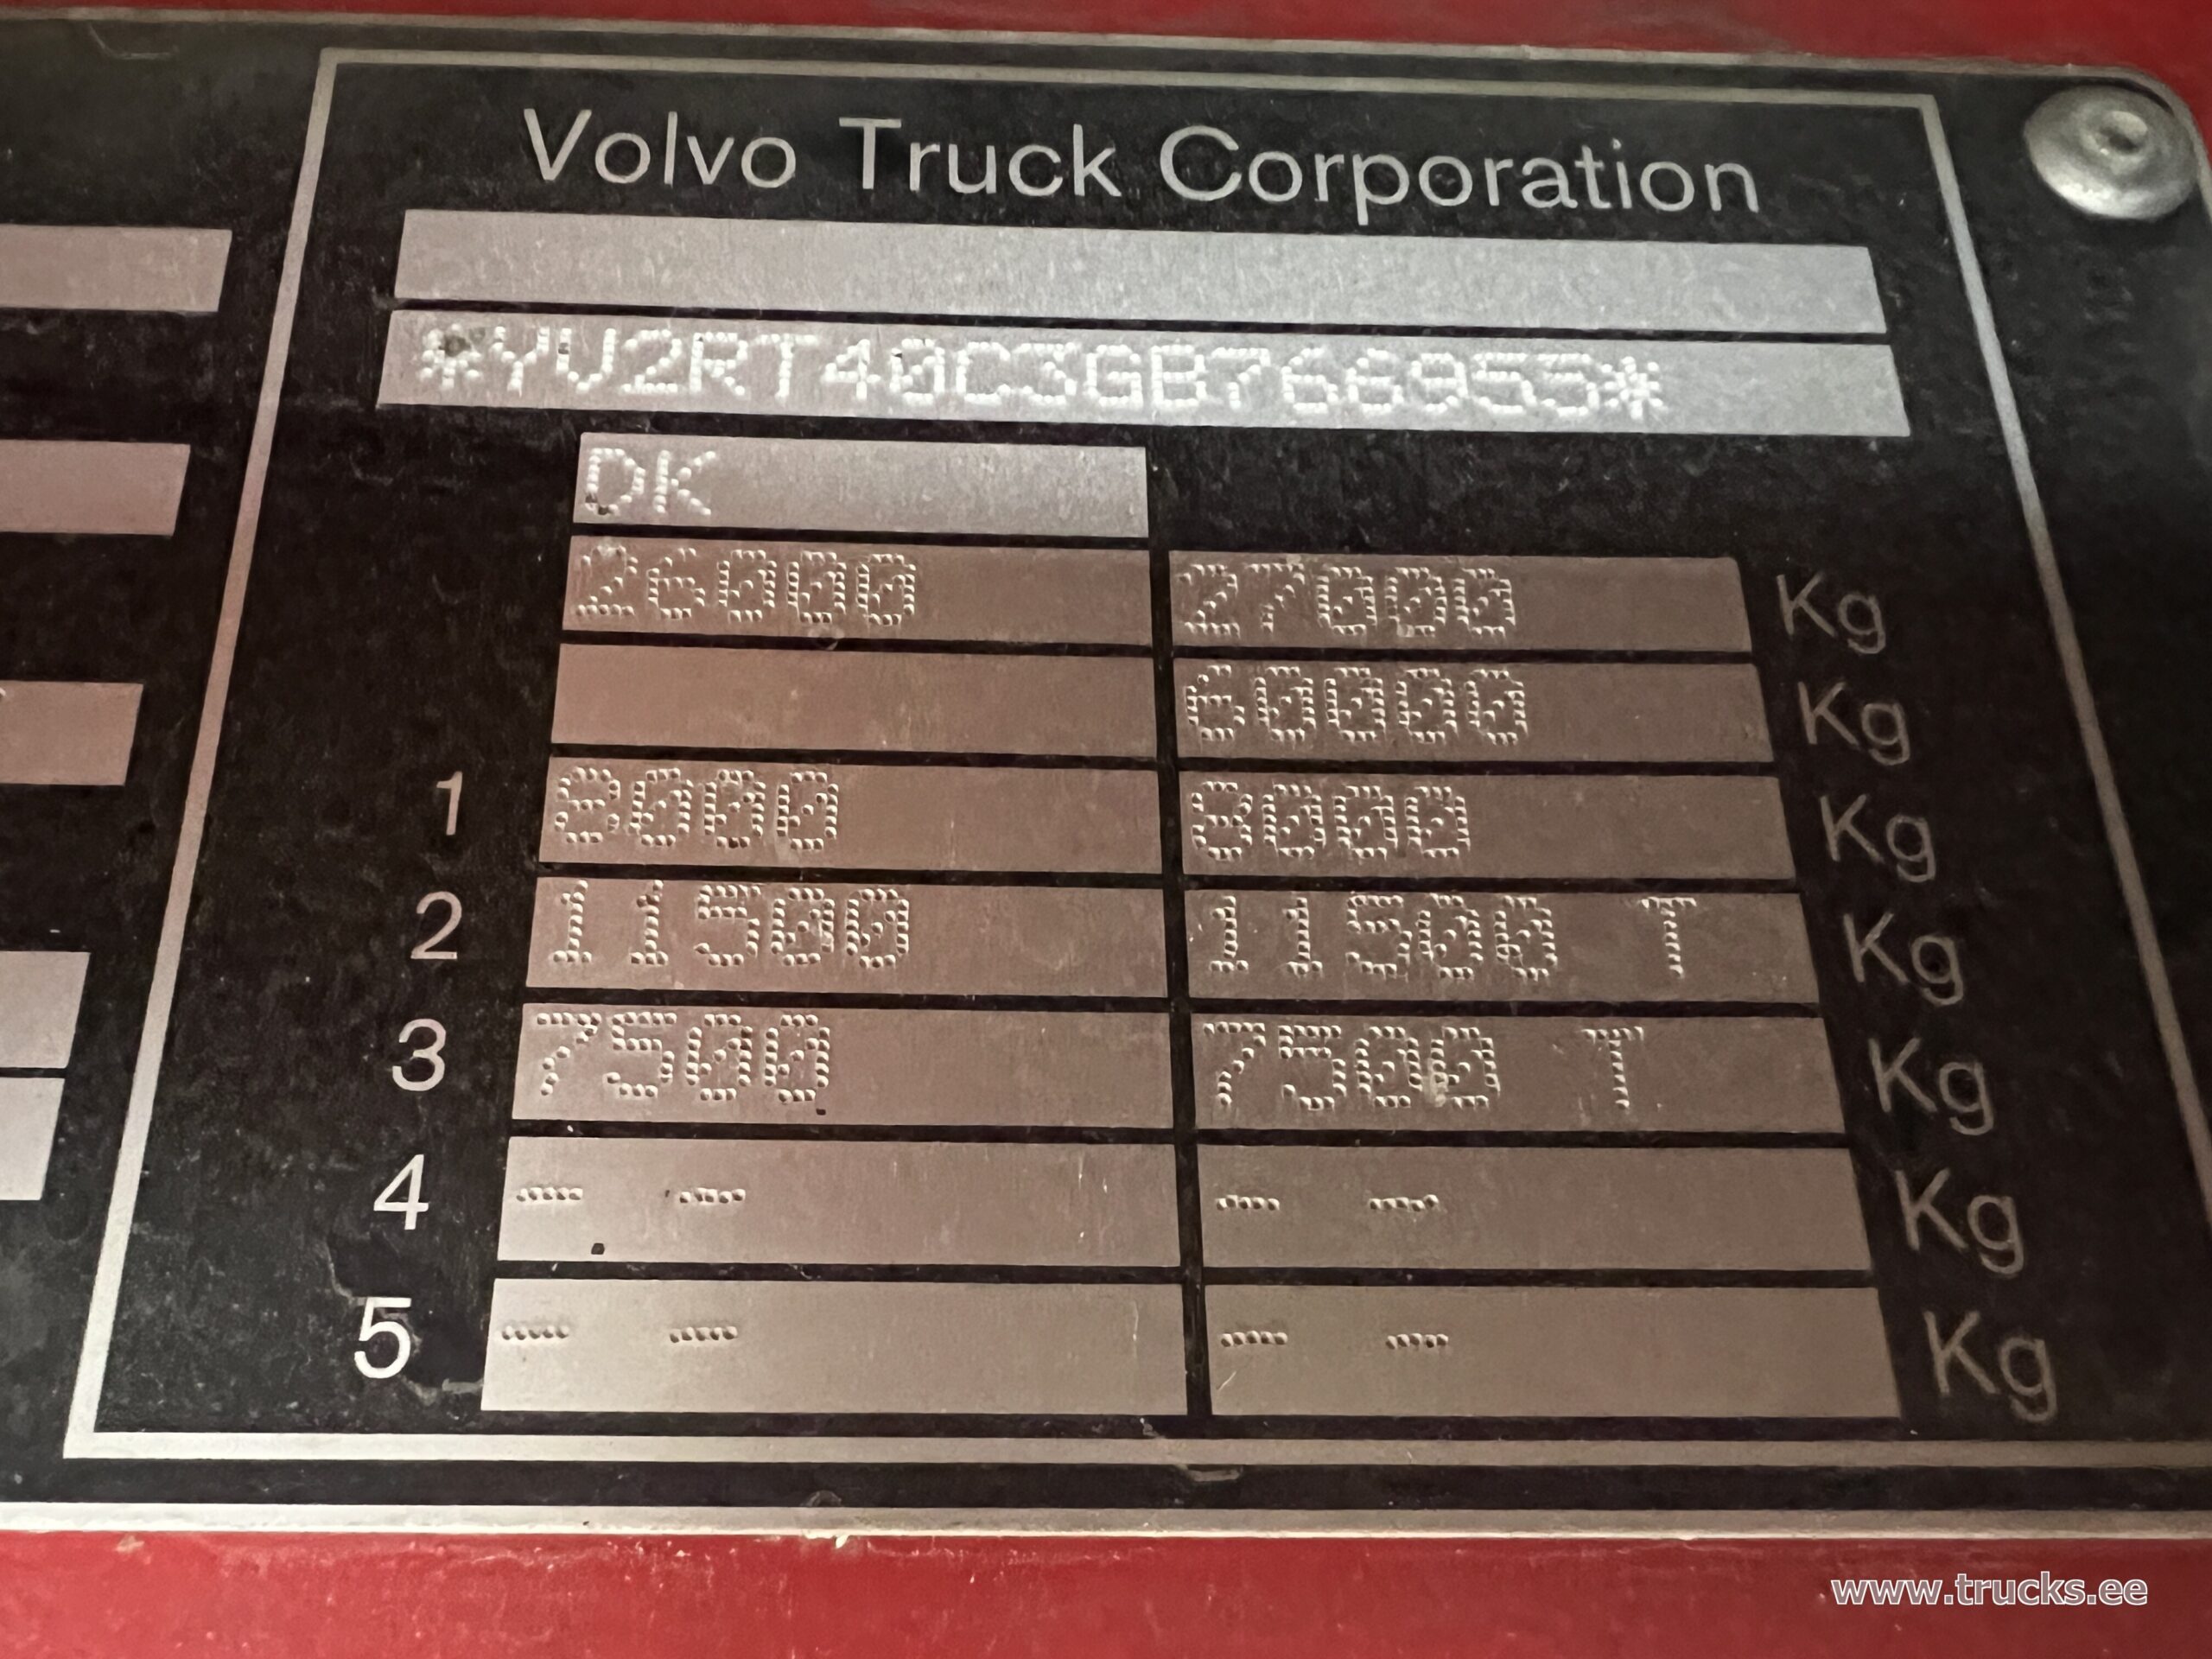 Volvo Truck Corporation
*YV2RT40C3GB766955*
DK
26000 27000 Kg
60000 Kg
1 8000 8000 Kg
2 11500 11500 T Kg
3 7500 7500 T Kg
4 - - - - Kg
5 - - - - Kg
www.trucks.ee